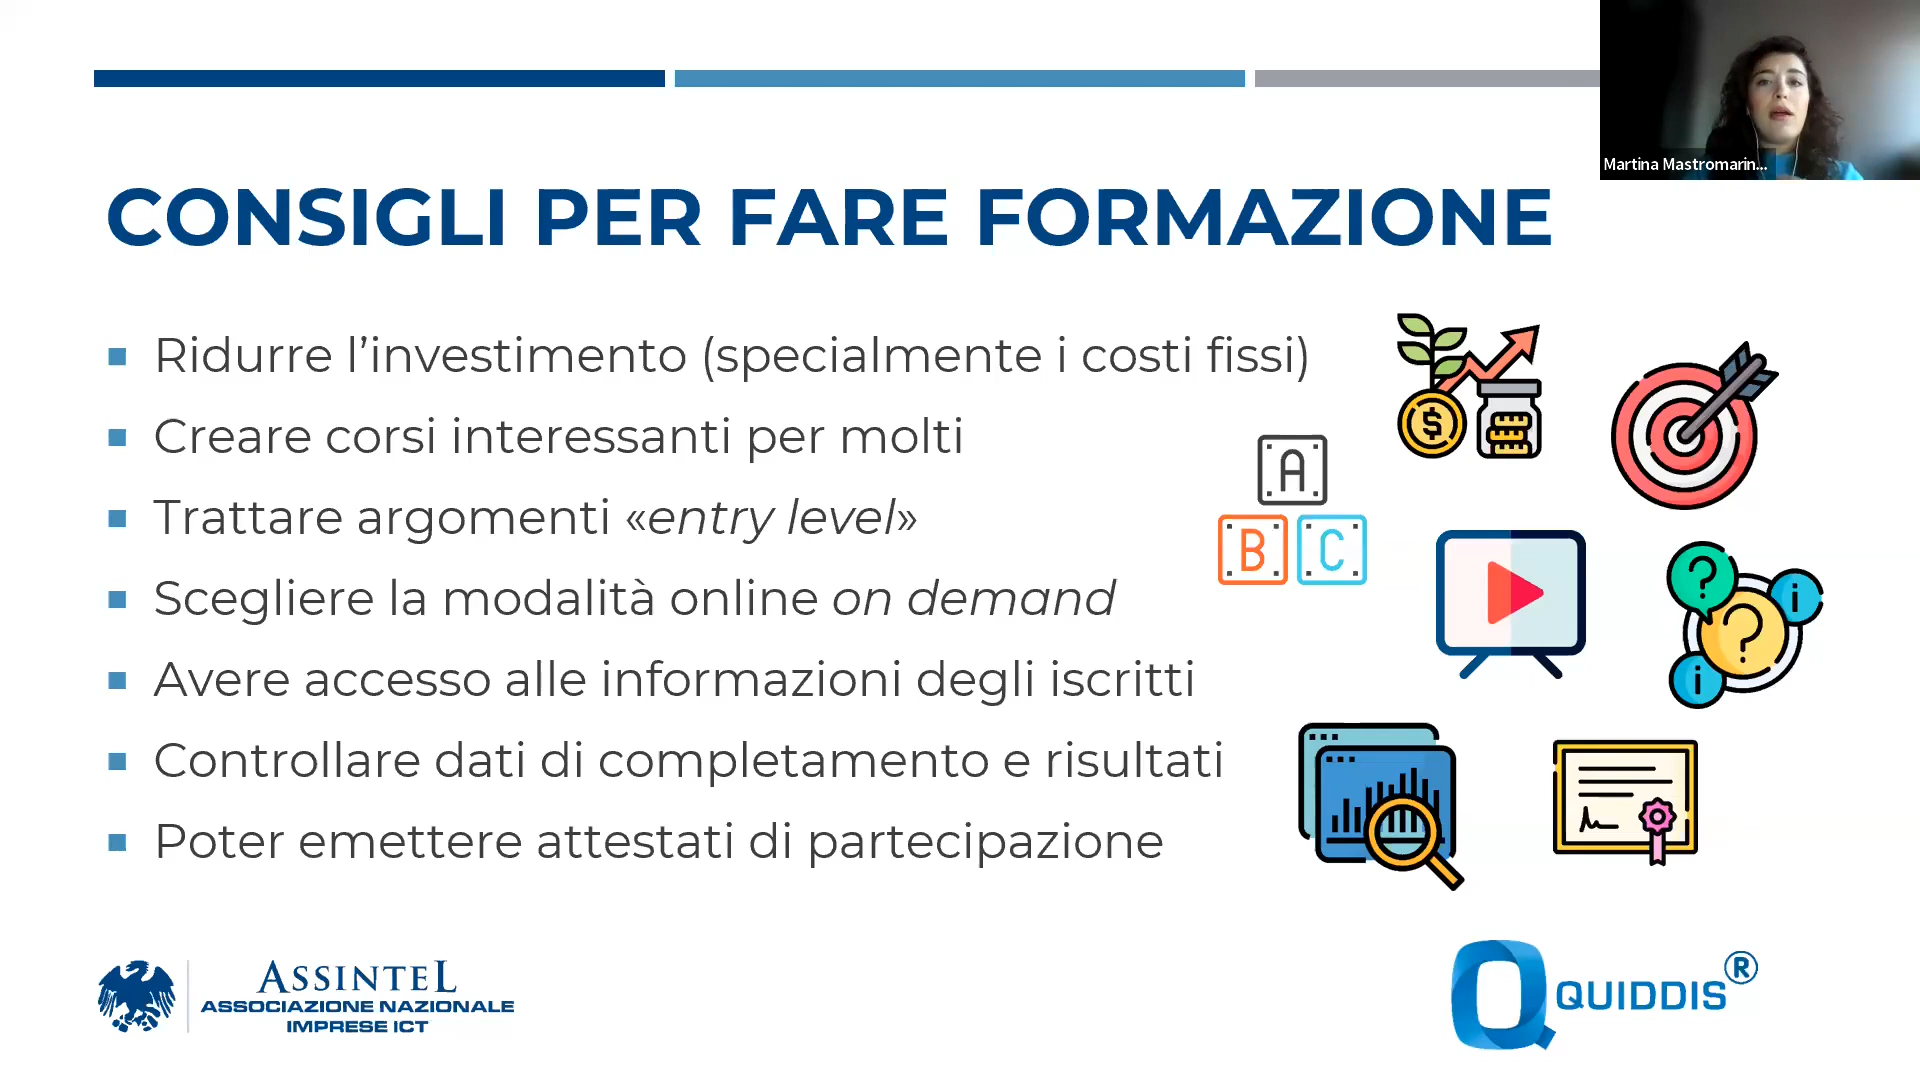 Martina Mastromarin...
CONSIGLI PER FARE FORMAZIONE
Ridurre l’investimento (specialmente i costi fissi)
Creare corsi interessanti per molti
Trattare argomenti «entry level»
Scegliere la modalità online on demand
Avere accesso alle informazioni degli iscritti
Controllare dati di completamento e risultati
Poter emettere attestati di partecipazione
A
B C
$
?
i
?
i
ASSINTEL
ASSOCIAZIONE NAZIONALE
IMPRESE ICT
QUIDDIS®